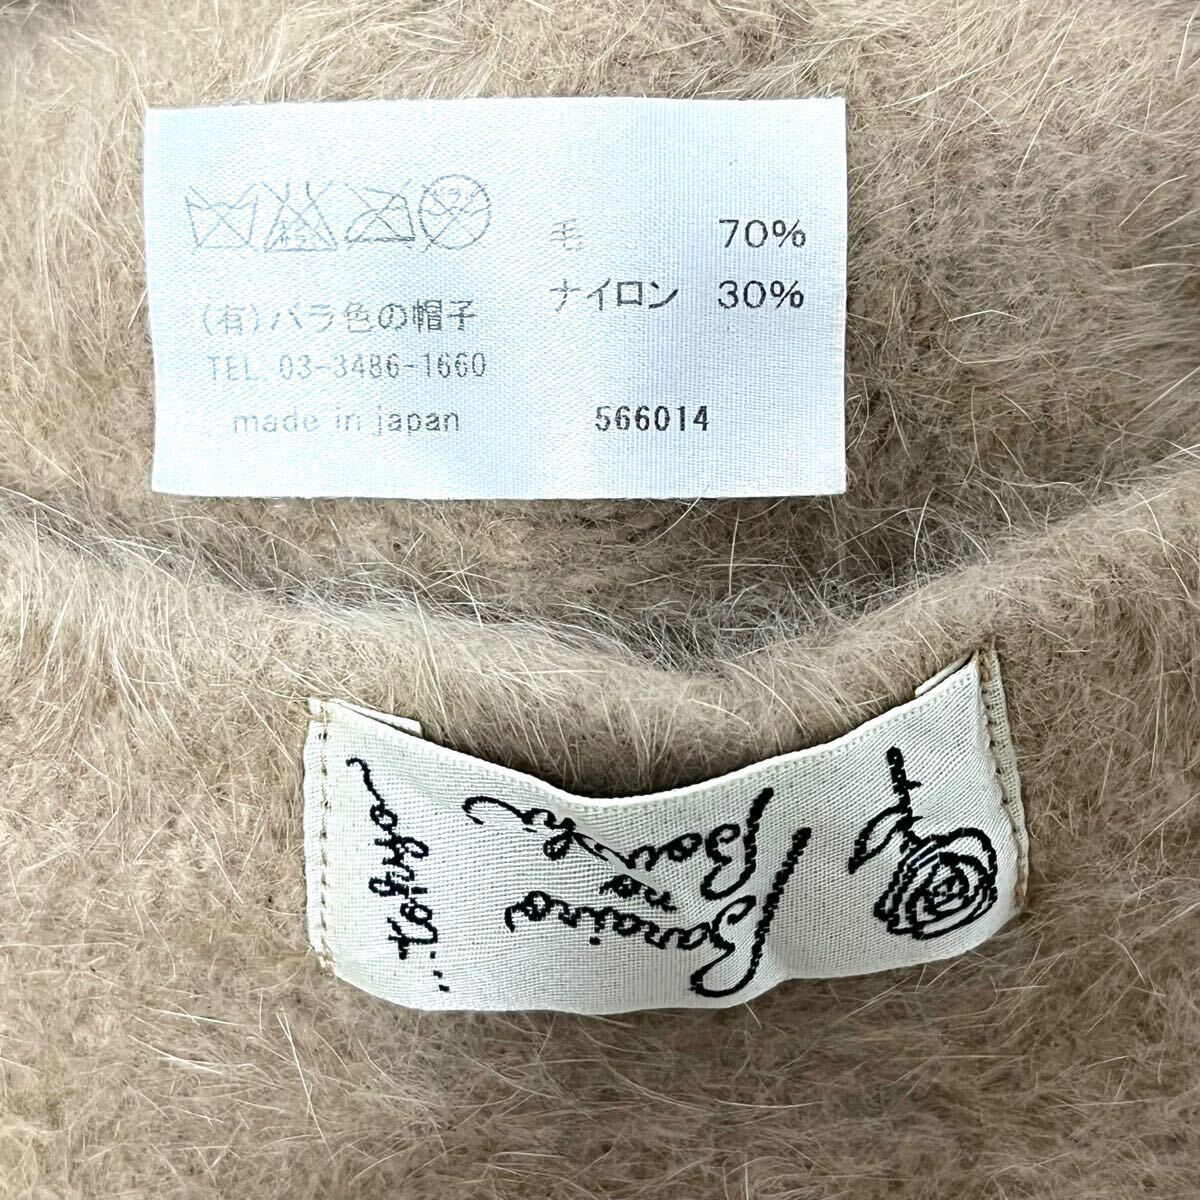 毛 70%
ナイロン 30%
(有)バラ色の帽子
TEL. 03-3486-1660
made in japan
566014
Barairo
no
Boushi
...tokyo